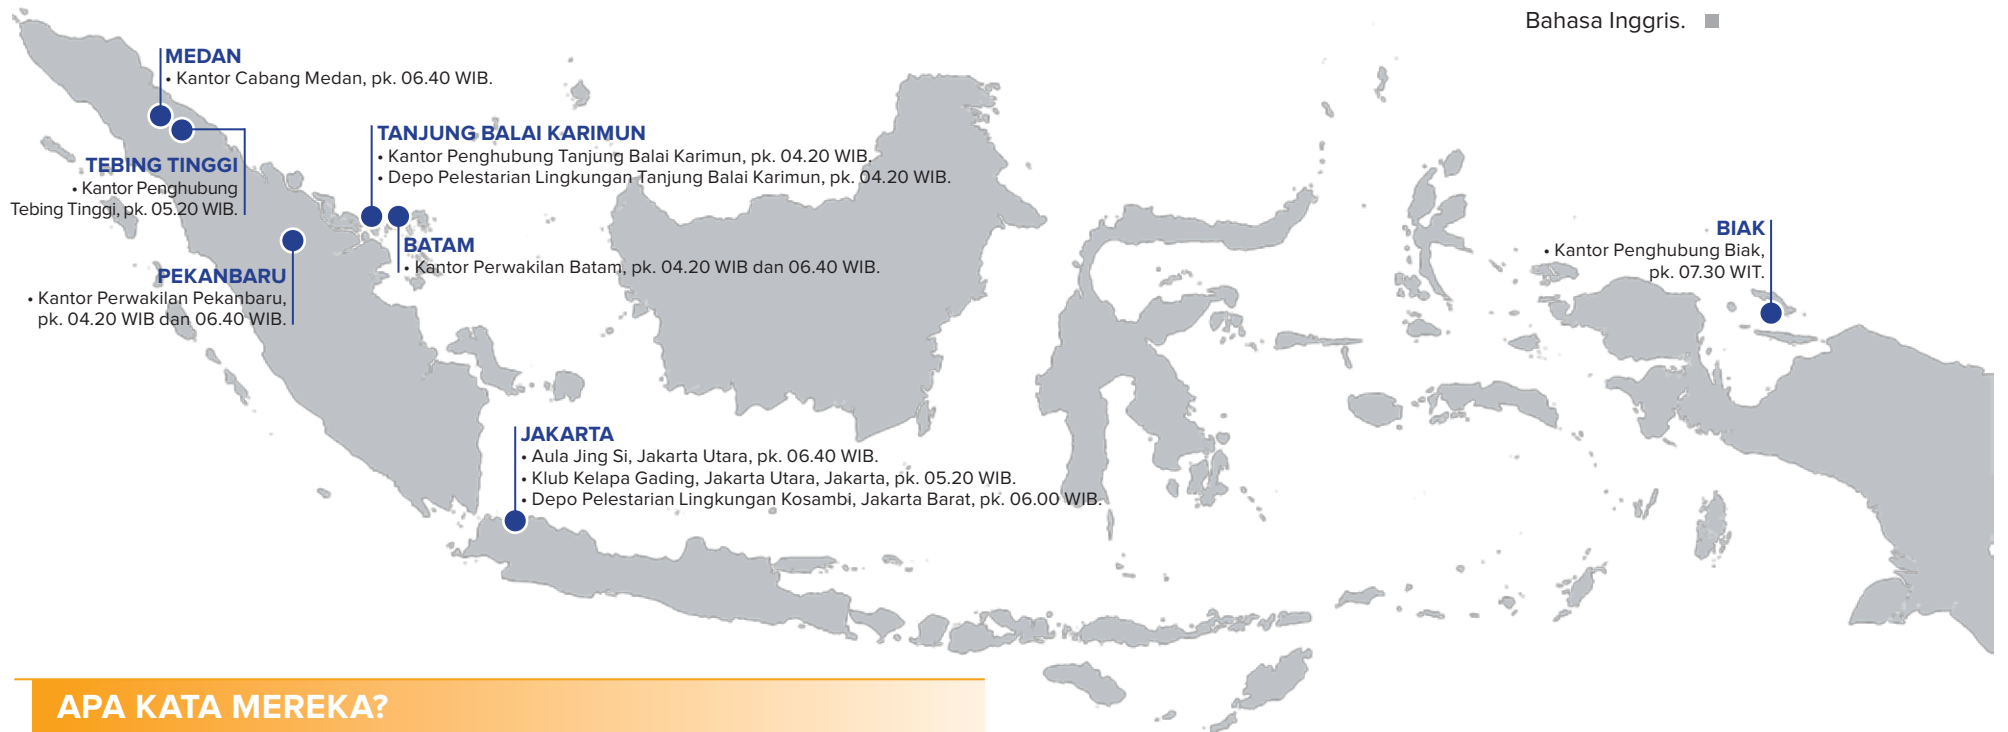 Bahasa Inggris.
MEDAN
• Kantor Cabang Medan, pk. 06.40 WIB.
TEBING TINGGI
• Kantor Penghubung
Tebing Tinggi, pk. 05.20 WIB.
TANJUNG BALAI KARIMUN
• Kantor Penghubung Tanjung Balai Karimun, pk. 04.20 WIB.
• Depo Pelestarian Lingkungan Tanjung Balai Karimun, pk. 04.20 WIB.
BATAM
• Kantor Perwakilan Batam, pk. 04.20 WIB dan 06.40 WIB.
PEKANBARU
• Kantor Perwakilan Pekanbaru,
pk. 04.20 WIB dan 06.40 WIB.
BIAK
• Kantor Penghubung Biak,
pk. 07.30 WIT.
JAKARTA
• Aula Jing Si, Jakarta Utara, pk. 06.40 WIB.
• Klub Kelapa Gading, Jakarta Utara, Jakarta, pk. 05.20 WIB.
• Depo Pelestarian Lingkungan Kosambi, Jakarta Barat, pk. 06.00 WIB.
APA KATA MEREKA?